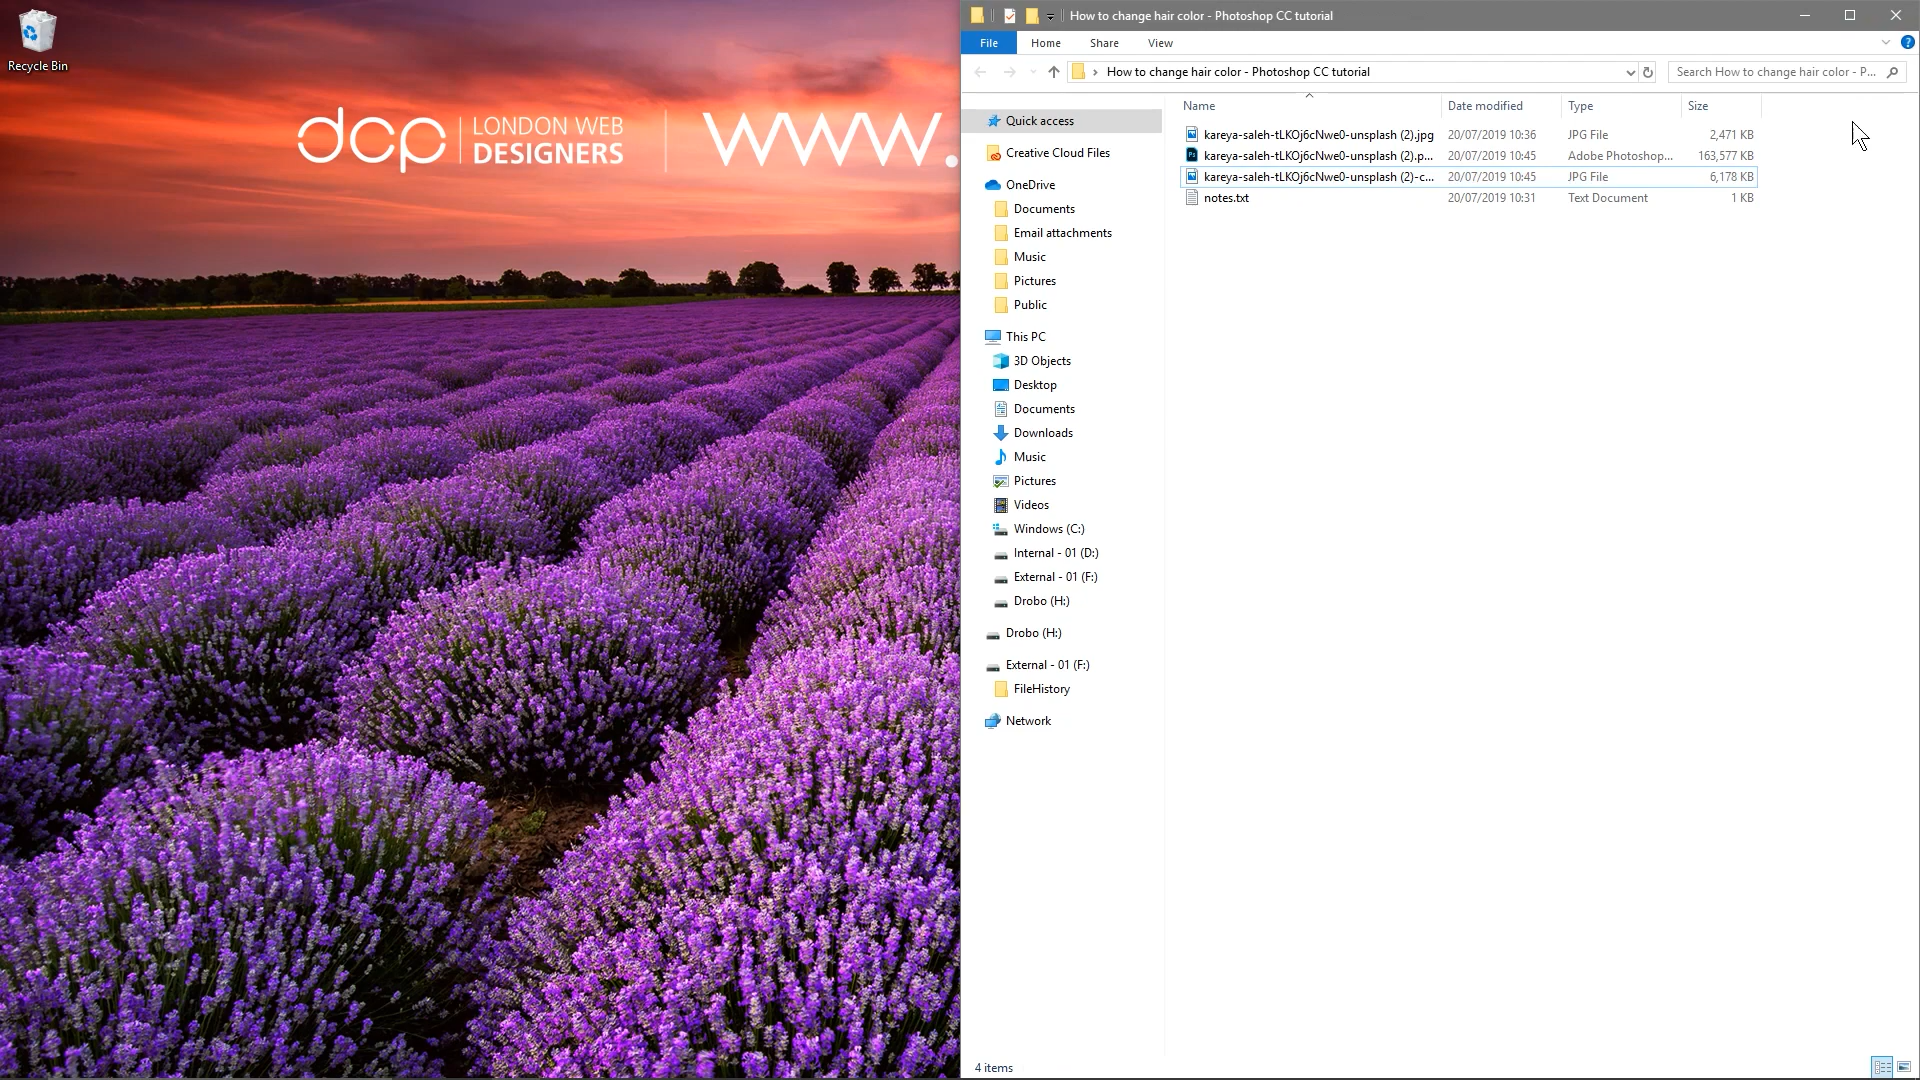 Recycle Bin
dcp LONDON WEB DESIGNERS WWW.
How to change hair color - Photoshop CC tutorial
File Home Share View
How to change hair color - Photoshop CC tutorial
Search How to change hair color - P...
Name Date modified Type Size
kareya-saleh-tLKOj6cNwe0-unsplash (2).jpg 20/07/2019 10:36 JPG File 2,471 KB
kareya-saleh-tLKOj6cNwe0-unsplash (2).p... 20/07/2019 10:45 Adobe Photoshop... 163,577 KB
kareya-saleh-tLKOj6cNwe0-unsplash (2)-c... 20/07/2019 10:45 JPG File 6,178 KB
notes.txt 20/07/2019 10:31 Text Document 1 KB
Quick access
Creative Cloud Files
OneDrive
Documents
Email attachments
Music
Pictures
Public
This PC
3D Objects
Desktop
Documents
Downloads
Music
Pictures
Videos
Windows (C:)
Internal - 01 (D:)
External - 01 (F:)
Drobo (H:)
Drobo (H:)
External - 01 (F:)
FileHistory
Network
4 items